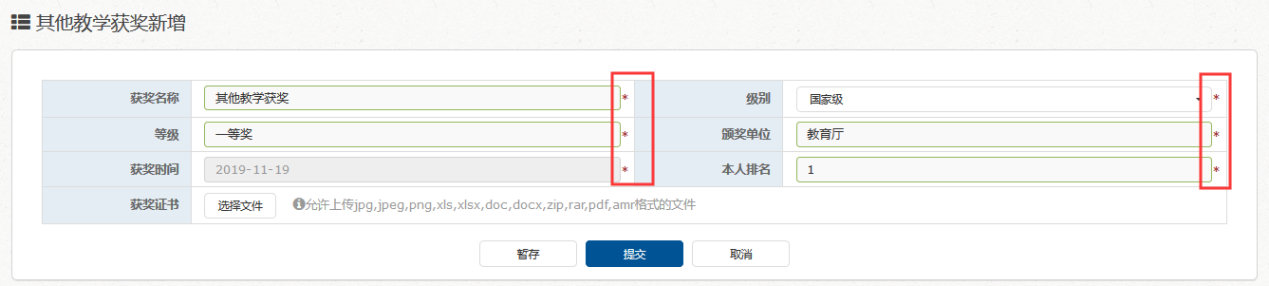 其他教学获奖新增
获奖名称 其他教学获奖 * 级别 国家级 *
等级 一等奖 * 颁奖单位 教育厅 *
获奖时间 2019-11-19 * 本人排名 1 *
获奖证书 选择文件 允许上传jpg,jpeg,png,xls,xlsx,doc,docx,zip,rar,pdf,amr格式的文件
暂存 提交 取消